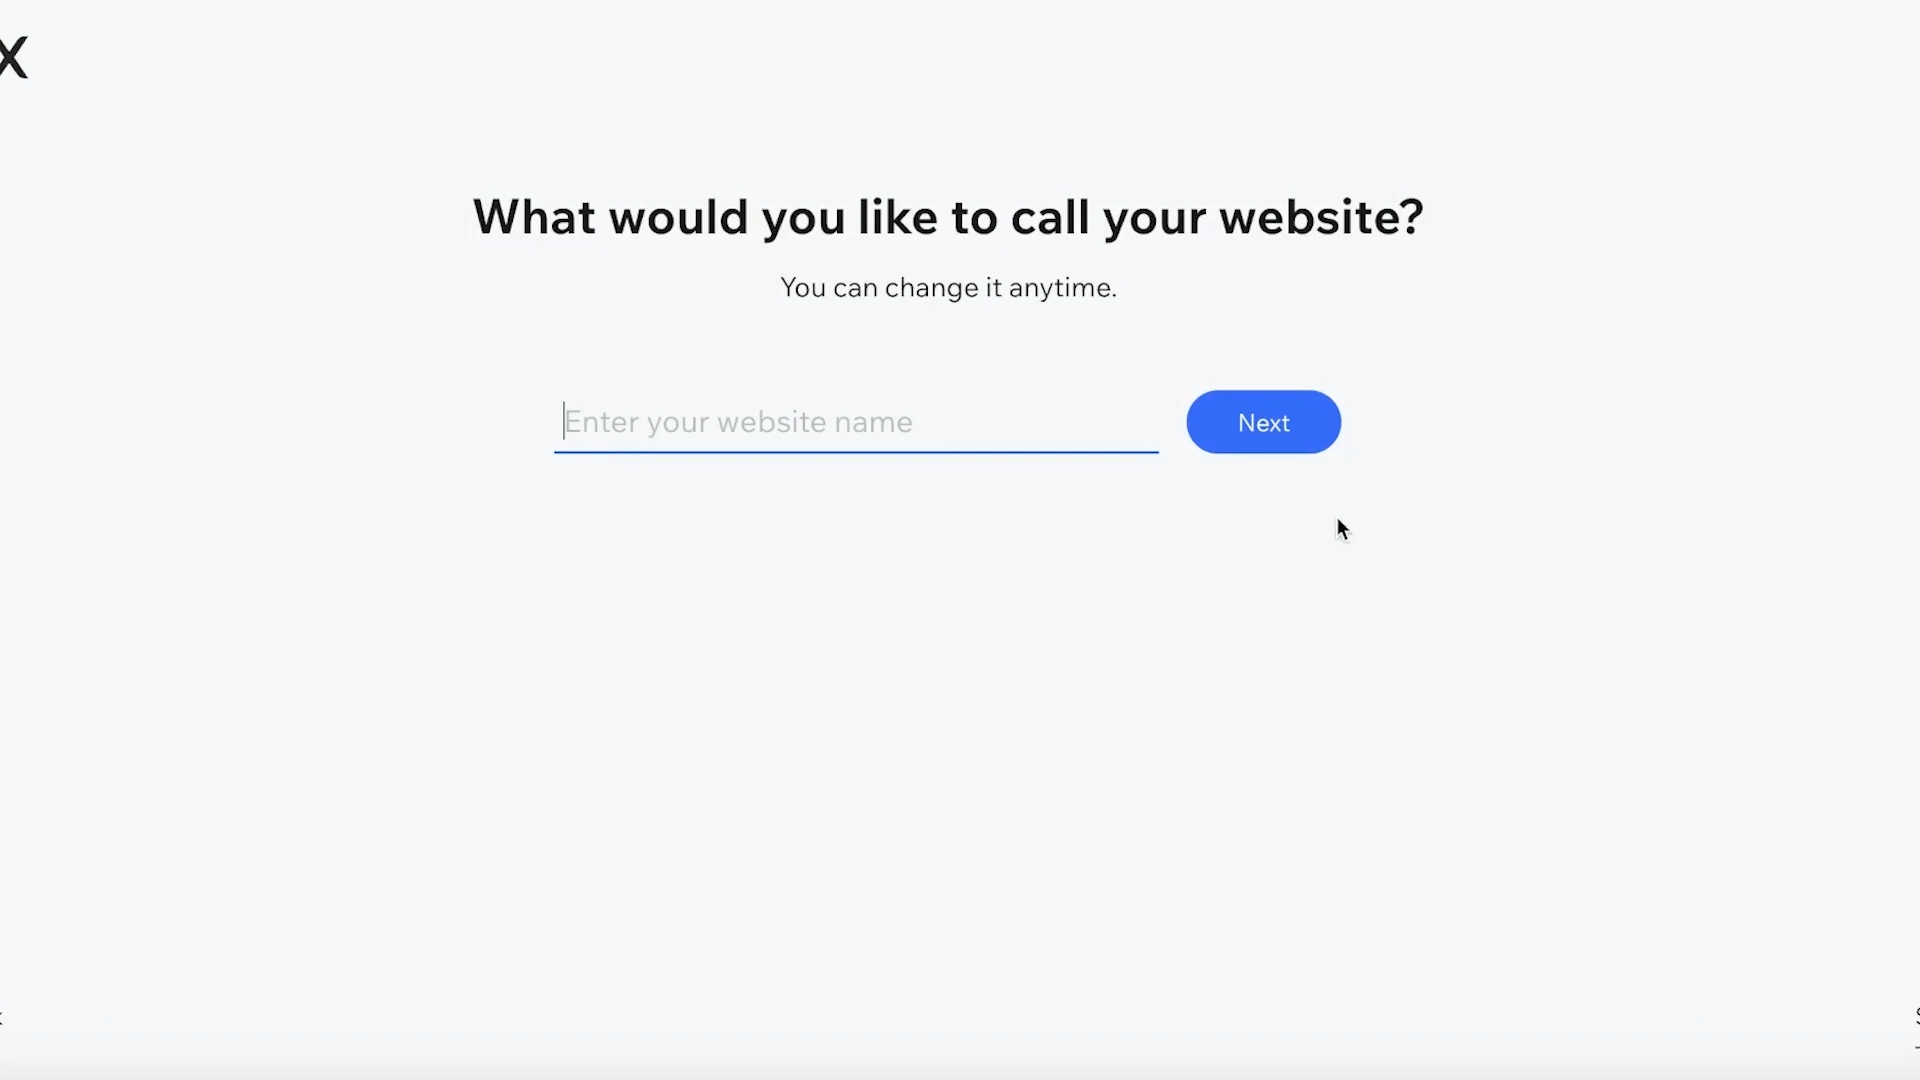 X
What would you like to call your website?
You can change it anytime.
Enter your website name
Next